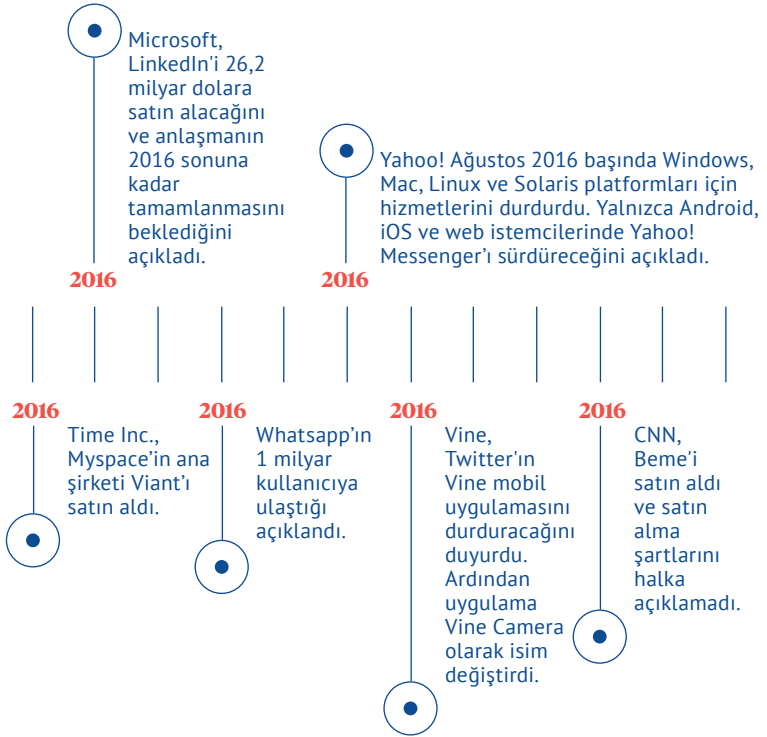 Microsoft,
LinkedIn'i 26,2
milyar dolara
satın alacağını
ve anlaşmanın
2016 sonuna
kadar
tamamlanmasını
beklediğini
açıkladı.
2016
Yahoo! Ağustos 2016 başında Windows,
Mac, Linux ve Solaris platformları için
hizmetlerini durdurdu. Yalnızca Android,
iOS ve web istemcilerinde Yahoo!
Messenger’ı sürdüreceğini açıkladı.
2016
2016
Time Inc.,
Myspace’in ana
şirketi Viant’ı
satın aldı.
2016
Whatsapp’ın
1 milyar
kullanıcıya
ulaştığı
açıklandı.
2016
Vine,
Twitter'ın
Vine mobil
uygulamasını
durduracağını
duyurdu.
Ardından
uygulama
Vine Camera
olarak isim
değiştirdi.
2016
CNN,
Beme'i
satın aldı
ve satın
alma
şartlarını
halka
açıklamadı.